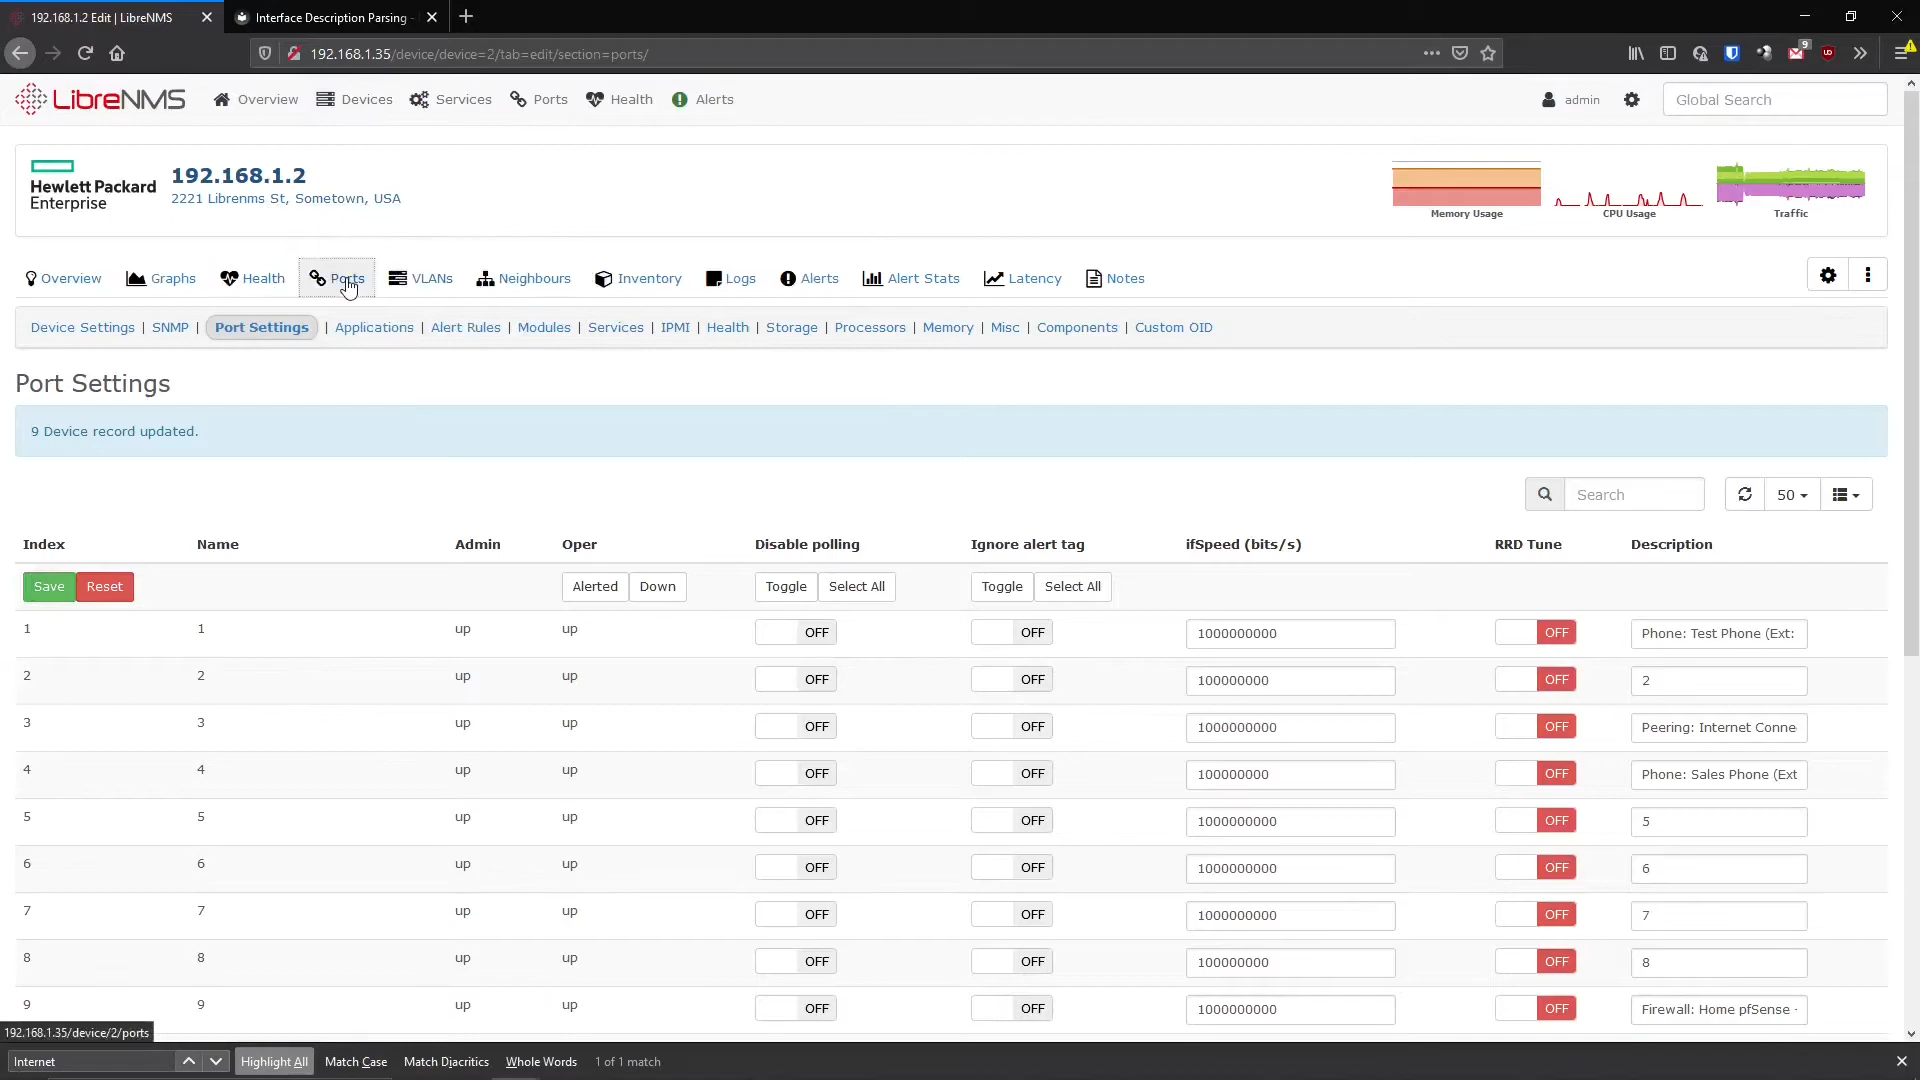 192.168.1.2 Edit | LibreNMS
Interface Description Parsing -
192.168.1.35/device/device=2/tab=edit/section=ports/
9
LibreNMS
Overview Devices Services Ports Health Alerts
admin
Global Search
Hewlett Packard
Enterprise
192.168.1.2
2221 Librenms St, Sometown, USA
Memory Usage
CPU Usage
Traffic
Overview Graphs Health Ports VLANs Neighbours Inventory Logs Alerts Alert Stats Latency Notes
Device Settings | SNMP | Port Settings | Applications | Alert Rules | Modules | Services | IPMI | Health | Storage | Processors | Memory | Misc | Components | Custom OID
Port Settings
9 Device record updated.
Search
50
Index Name Admin Oper Disable polling Ignore alert tag ifSpeed (bits/s) RRD Tune Description
Save Reset Alerted Down Toggle Select All Toggle Select All
1 1 up up OFF OFF 1000000000 OFF Phone: Test Phone (Ext:
2 2 up up OFF OFF 100000000 OFF 2
3 3 up up OFF OFF 1000000000 OFF Peering: Internet Conne
4 4 up up OFF OFF 100000000 OFF Phone: Sales Phone (Ext
5 5 up up OFF OFF 1000000000 OFF 5
6 6 up up OFF OFF 1000000000 OFF 6
7 7 up up OFF OFF 1000000000 OFF 7
8 8 up up OFF OFF 100000000 OFF 8
9 9 up up OFF OFF 1000000000 OFF Firewall: Home pfSense -
192.168.1.35/device/2/ports
Internet Highlight All Match Case Match Diacritics Whole Words 1 of 1 match